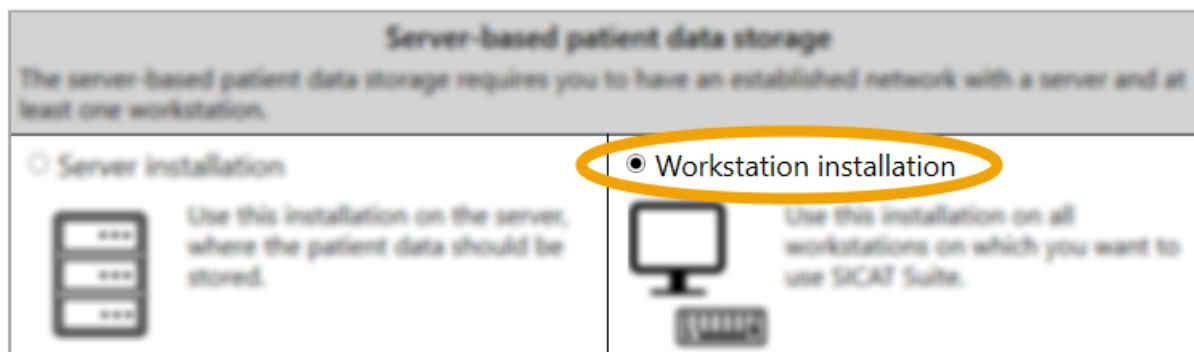 Server-based patient data storage
The server-based patient data storage requires you to have an established network with a server and at
least one workstation.
Server installation
Workstation installation
Use this installation on the server,
where the patient data should be
stored.
Use this installation on all
workstations on which you want to
use SICAT Suite.